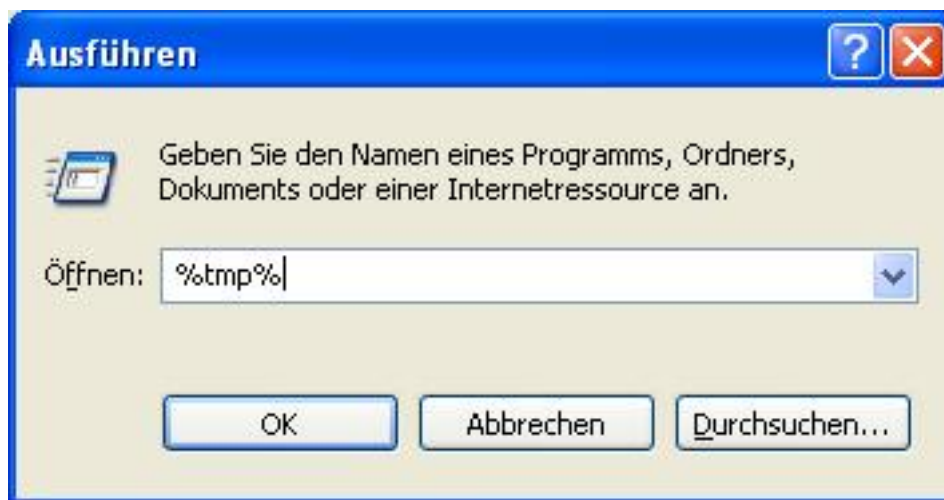 Ausführen
Geben Sie den Namen eines Programms, Ordners,
Dokuments oder einer Internetressource an.
Öffnen: %tmp%
OK Abbrechen Durchsuchen...